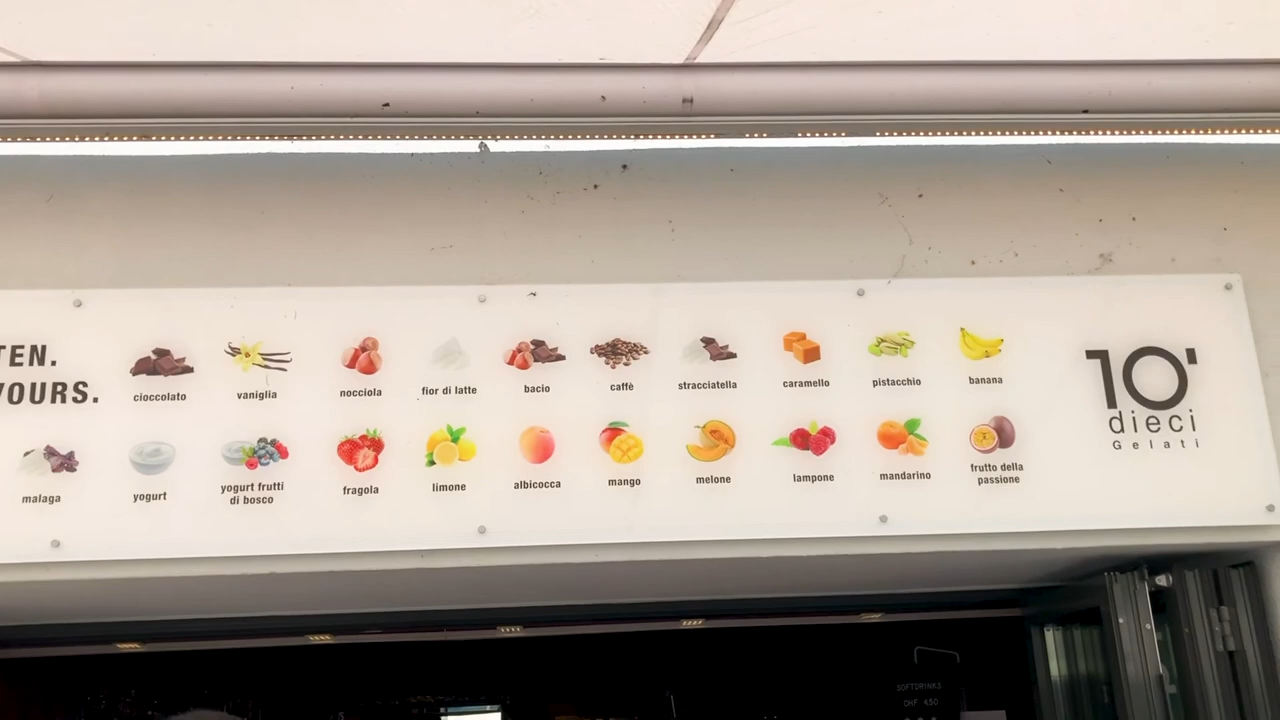 TEN.
YOURS.
cioccolato
vaniglia
nocciola
fior di latte
bacio
caffè
stracciatella
caramello
pistacchio
banana
malaga
yogurt
yogurt frutti
di bosco
fragola
limone
albicocca
mango
melone
lampone
mandarino
frutto della
passione
10'
dieci
Gelati
SOFTDRINKS
CHF 4.50